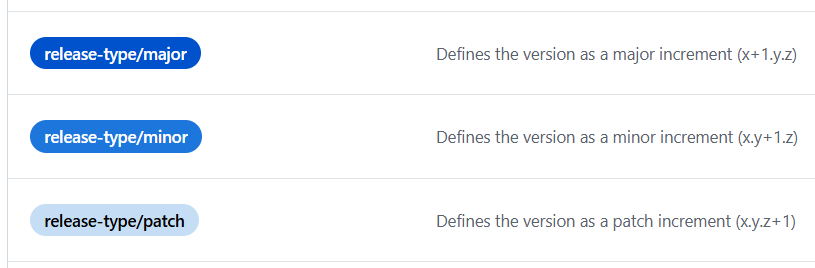 release-type/major Defines the version as a major increment (x+1.y.z)
release-type/minor Defines the version as a minor increment (x.y+1.z)
release-type/patch Defines the version as a patch increment (x.y.z+1)